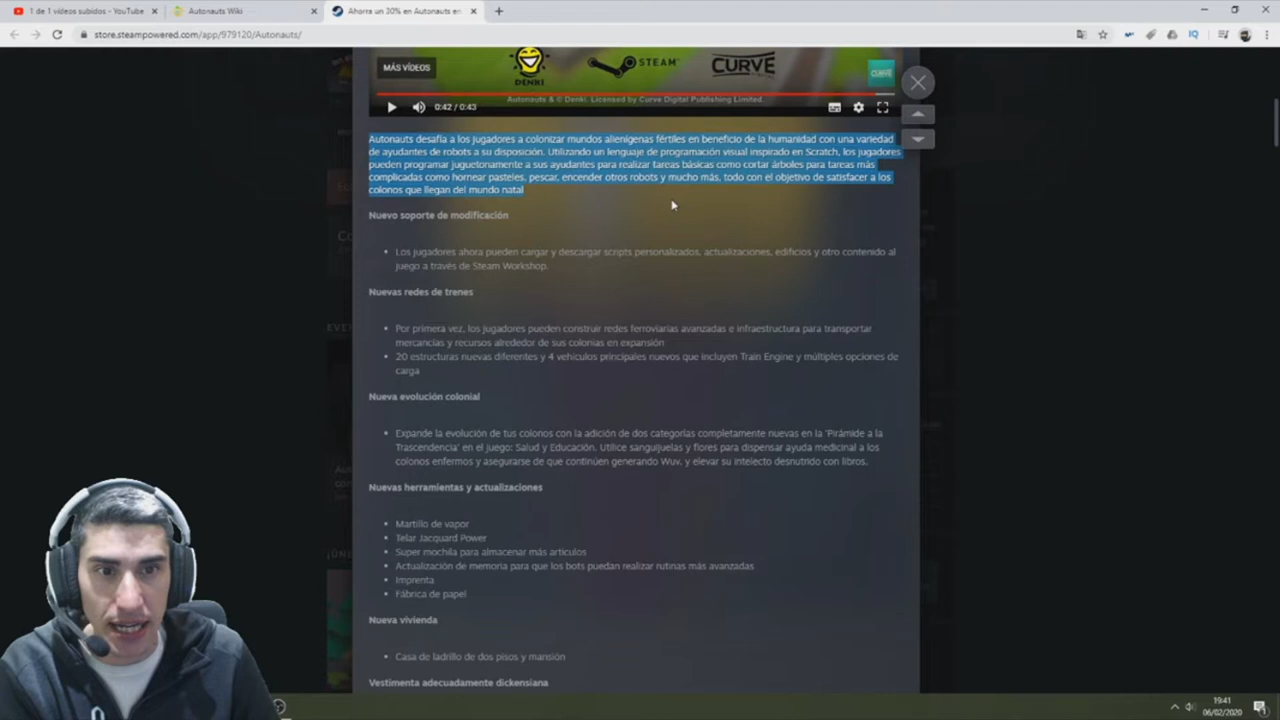 1 de 1 vídeos subidos - YouTube
Autonauts Wiki
Ahorra un 30% en Autonauts en
store.steampowered.com/app/979120/Autonauts/
MÁS VÍDEOS
DENKI
STEAM
CURVE
CURVE
Autonauts & © Denki. Licensed by Curve Digital Publishing Limited.
0:42 / 0:43
Autonauts desafía a los jugadores a colonizar mundos alienígenas fértiles en beneficio de la humanidad con una variedad
de ayudantes de robots a su disposición. Utilizando un lenguaje de programación visual inspirado en Scratch, los jugadores
pueden programar juguetonamente a sus ayudantes para realizar tareas básicas como cortar árboles para tareas más
complicadas como hornear pasteles, pescar, encender otros robots y mucho más, todo con el objetivo de satisfacer a los
colonos que llegan del mundo natal
Nuevo soporte de modificación
• Los jugadores ahora pueden cargar y descargar scripts personalizados, actualizaciones, edificios y otro contenido al
juego a través de Steam Workshop.
Nuevas redes de trenes
• Por primera vez, los jugadores pueden construir redes ferroviarias avanzadas e infraestructura para transportar
mercancías y recursos alrededor de sus colonias en expansión
• 20 estructuras nuevas diferentes y 4 vehículos principales nuevos que incluyen Train Engine y múltiples opciones de
carga
Nueva evolución colonial
• Expande la evolución de tus colonos con la adición de dos categorías completamente nuevas en la 'Pirámide a la
Trascendencia' en el juego: Salud y Educación. Utilice sanguijuelas y flores para dispensar ayuda medicinal a los
colonos enfermos y asegurarse de que continúen generando Wuv, y elevar su intelecto desnutrido con libros.
Nuevas herramientas y actualizaciones
• Martillo de vapor
• Telar Jacquard Power
• Super mochila para almacenar más artículos
• Actualización de memoria para que los bots puedan realizar rutinas más avanzadas
• Imprenta
• Fábrica de papel
Nueva vivienda
• Casa de ladrillo de dos pisos y mansión
Vestimenta adecuadamente dickensiana
19:41
06/02/2020